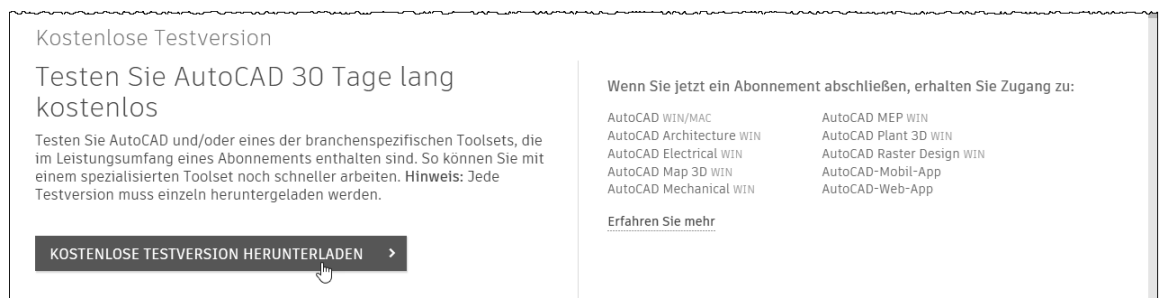 Kostenlose Testversion
Testen Sie AutoCAD 30 Tage lang
kostenlos
Testen Sie AutoCAD und/oder eines der branchenspezifischen Toolsets, die
im Leistungsumfang eines Abonnements enthalten sind. So können Sie mit
einem spezialisierten Toolset noch schneller arbeiten. Hinweis: Jede
Testversion muss einzeln heruntergeladen werden.
KOSTENLOSE TESTVERSION HERUNTERLADEN
Wenn Sie jetzt ein Abonnement abschließen, erhalten Sie Zugang zu:
AutoCAD WIN/MAC
AutoCAD Architecture WIN
AutoCAD Electrical WIN
AutoCAD Map 3D WIN
AutoCAD Mechanical WIN
AutoCAD MEP WIN
AutoCAD Plant 3D WIN
AutoCAD Raster Design WIN
AutoCAD-Mobil-App
AutoCAD-Web-App
Erfahren Sie mehr